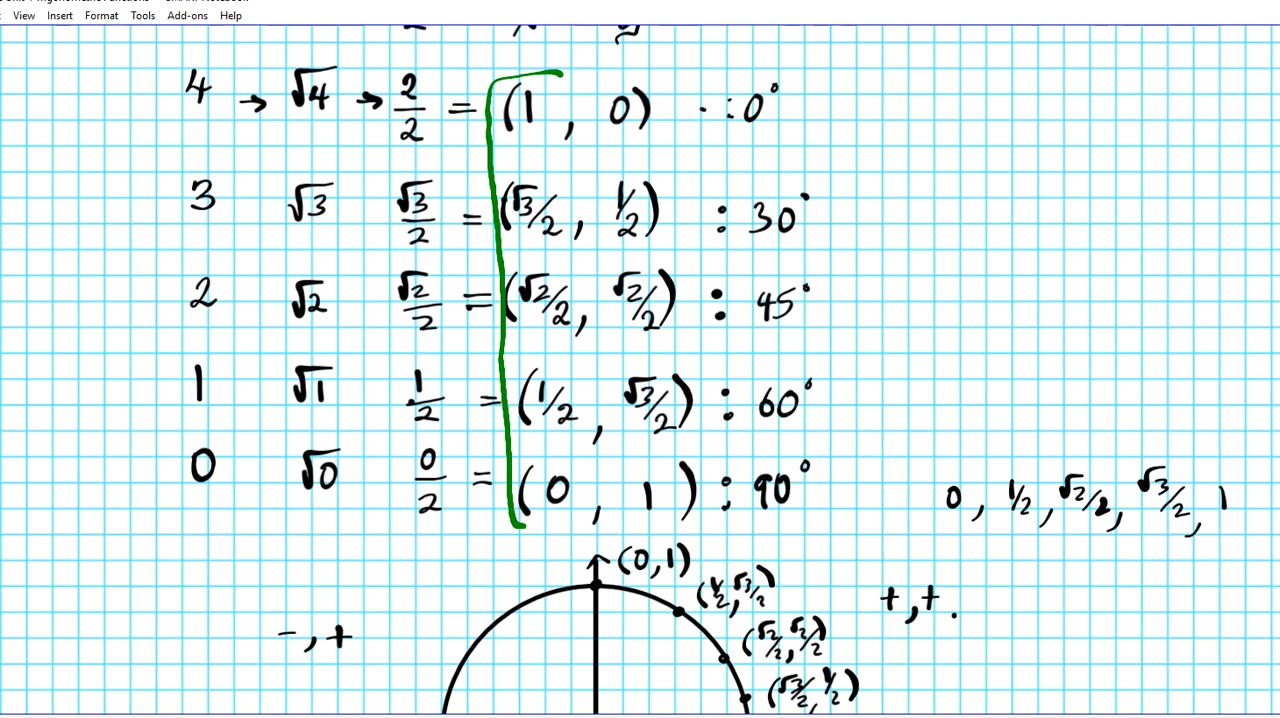 View Insert Format Tools Add-ons Help
4 → √4 → 2/2 = (1, 0) ∴ 0°
3 √3 √3/2 = (√3/2, 1/2) : 30°
2 √2 √2/2 = (√2/2, √2/2) : 45°
1 √1 1/2 = (1/2, √3/2) : 60°
0 √0 0/2 = (0, 1) : 90°
0, 1/2, √2/2, √3/2, 1
(0,1)
(1/2, √3/2)
+,+.
-,+
(√2/2, √2/2)
(√3/2, 1/2)